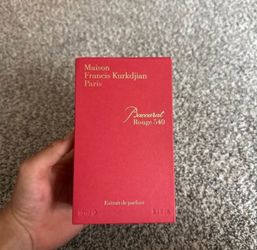 Maison
Francis Kurkdjian
Paris
Baccarat
Rouge 540
Extrait de parfum